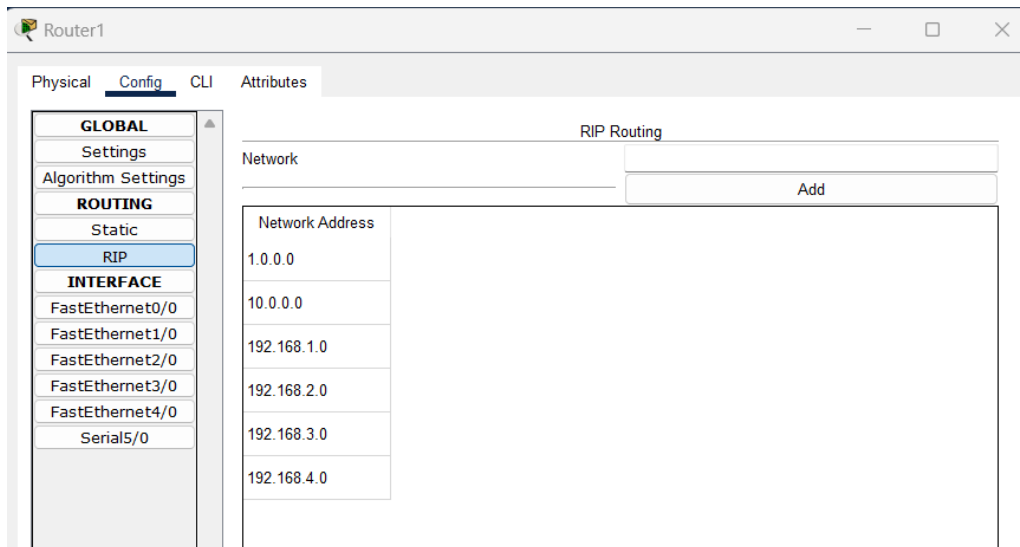 Router1
Physical Config CLI Attributes
GLOBAL
Settings
Algorithm Settings
ROUTING
Static
RIP
INTERFACE
FastEthernet0/0
FastEthernet1/0
FastEthernet2/0
FastEthernet3/0
FastEthernet4/0
Serial5/0
RIP Routing
Network
Add
Network Address
1.0.0.0
10.0.0.0
192.168.1.0
192.168.2.0
192.168.3.0
192.168.4.0